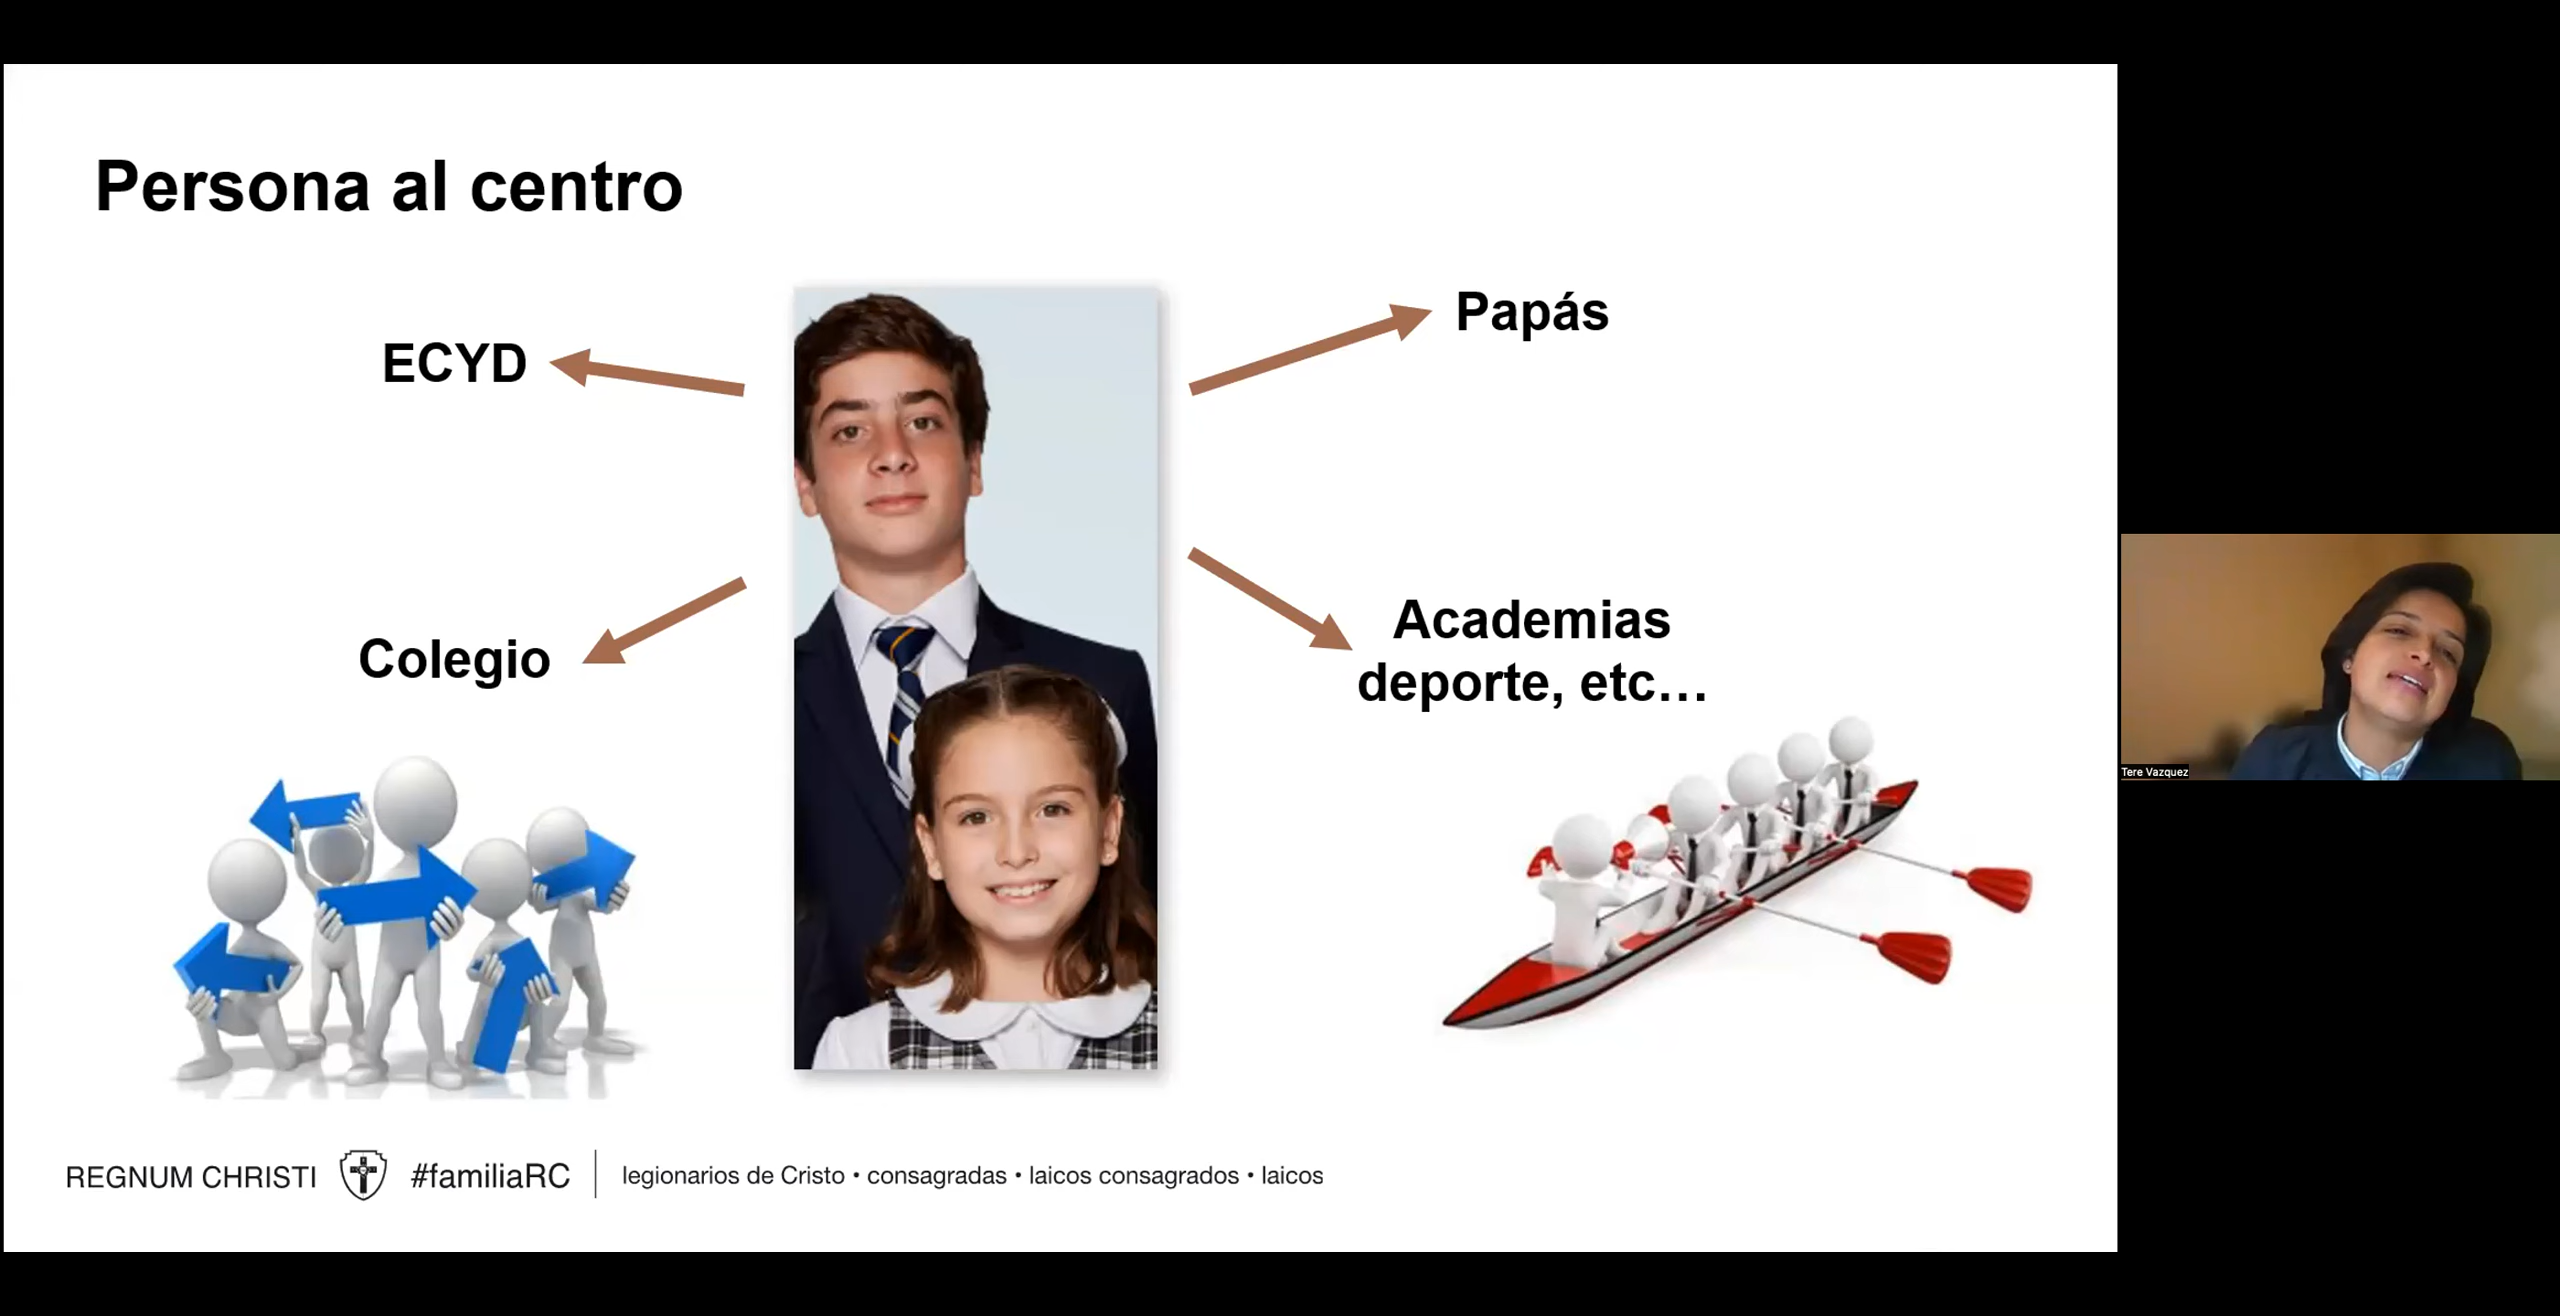 Persona al centro
ECYD
Papás
Colegio
Academias
deporte, etc…
Tere Vazquez
REGNUM CHRISTI #familiaRC legionarios de Cristo • consagradas • laicos consagrados • laicos